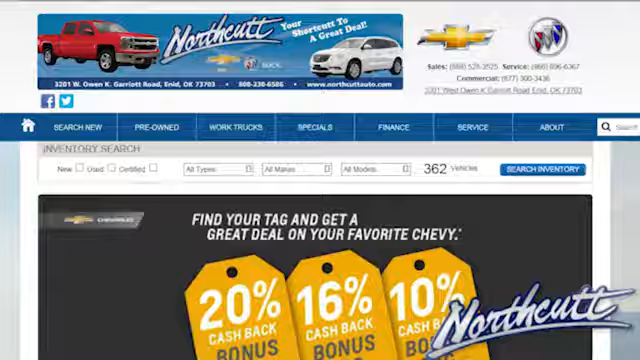 Northcutt
Your Shortcut To
A Great Deal!
BUICK
3201 W. Owen K. Garriott Road, Enid, OK 73703 • 808-236-6586 • www.northcuttauto.com
Sales: (888) 528-3525 Service: (866) 696-6367
Commercial: (877) 300-3436
3201 West Owen K Garriott Road Enid, OK 73703
SEARCH NEW PRE-OWNED WORK TRUCKS SPECIALS FINANCE SERVICE ABOUT Search
INVENTORY SEARCH
New Used Certified All Types: All Makes All Models: 362 Vehicles SEARCH INVENTORY
CHEVROLET
FIND YOUR TAG AND GET A
GREAT DEAL ON YOUR FAVORITE CHEVY.*
20% 16% 10%
CASH BACK CASH BACK CASH BACK
BONUS BONUS
Northcutt